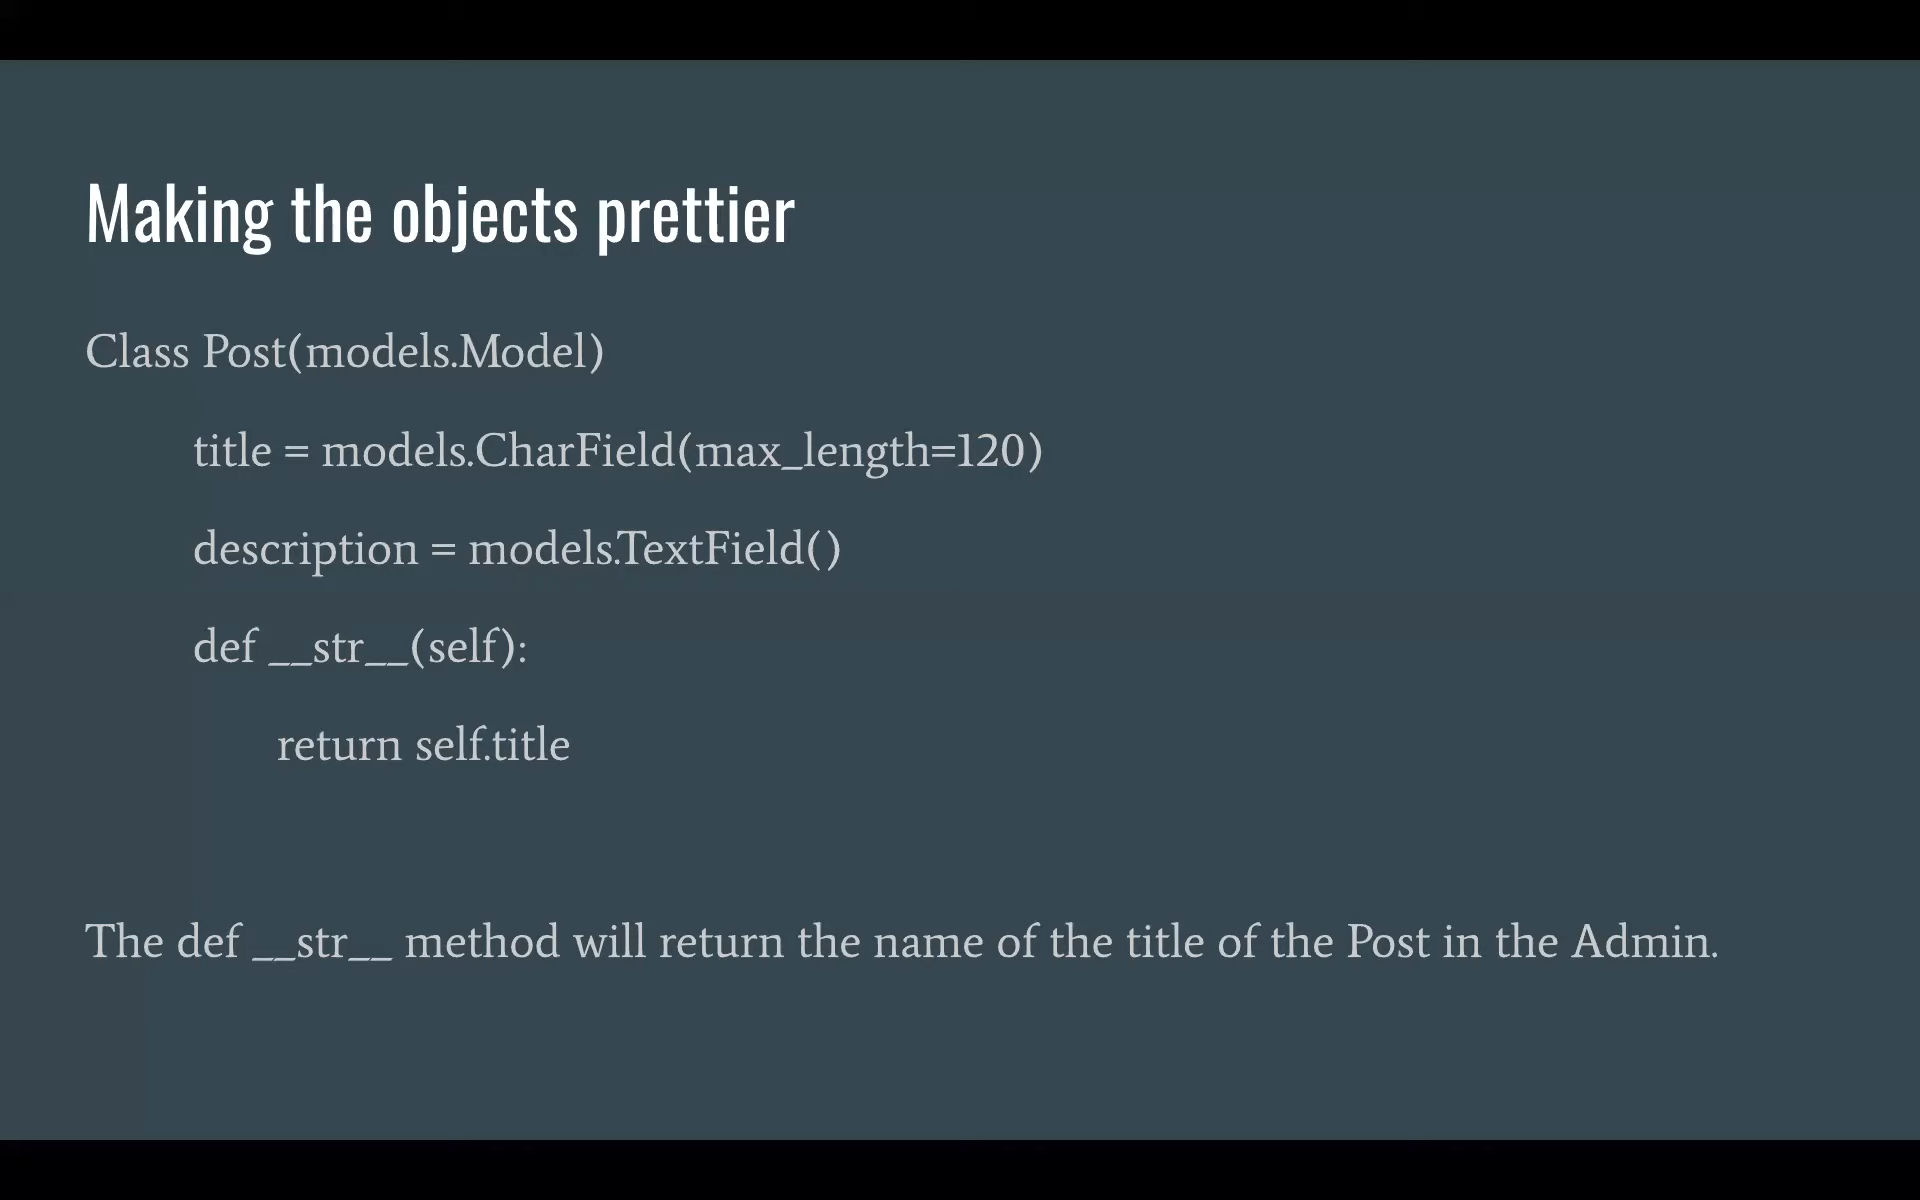 Making the objects prettier
Class Post(models.Model)
title = models.CharField(max_length=120)
description = models.TextField()
def __str__(self):
return self.title
The def __str__ method will return the name of the title of the Post in the Admin.